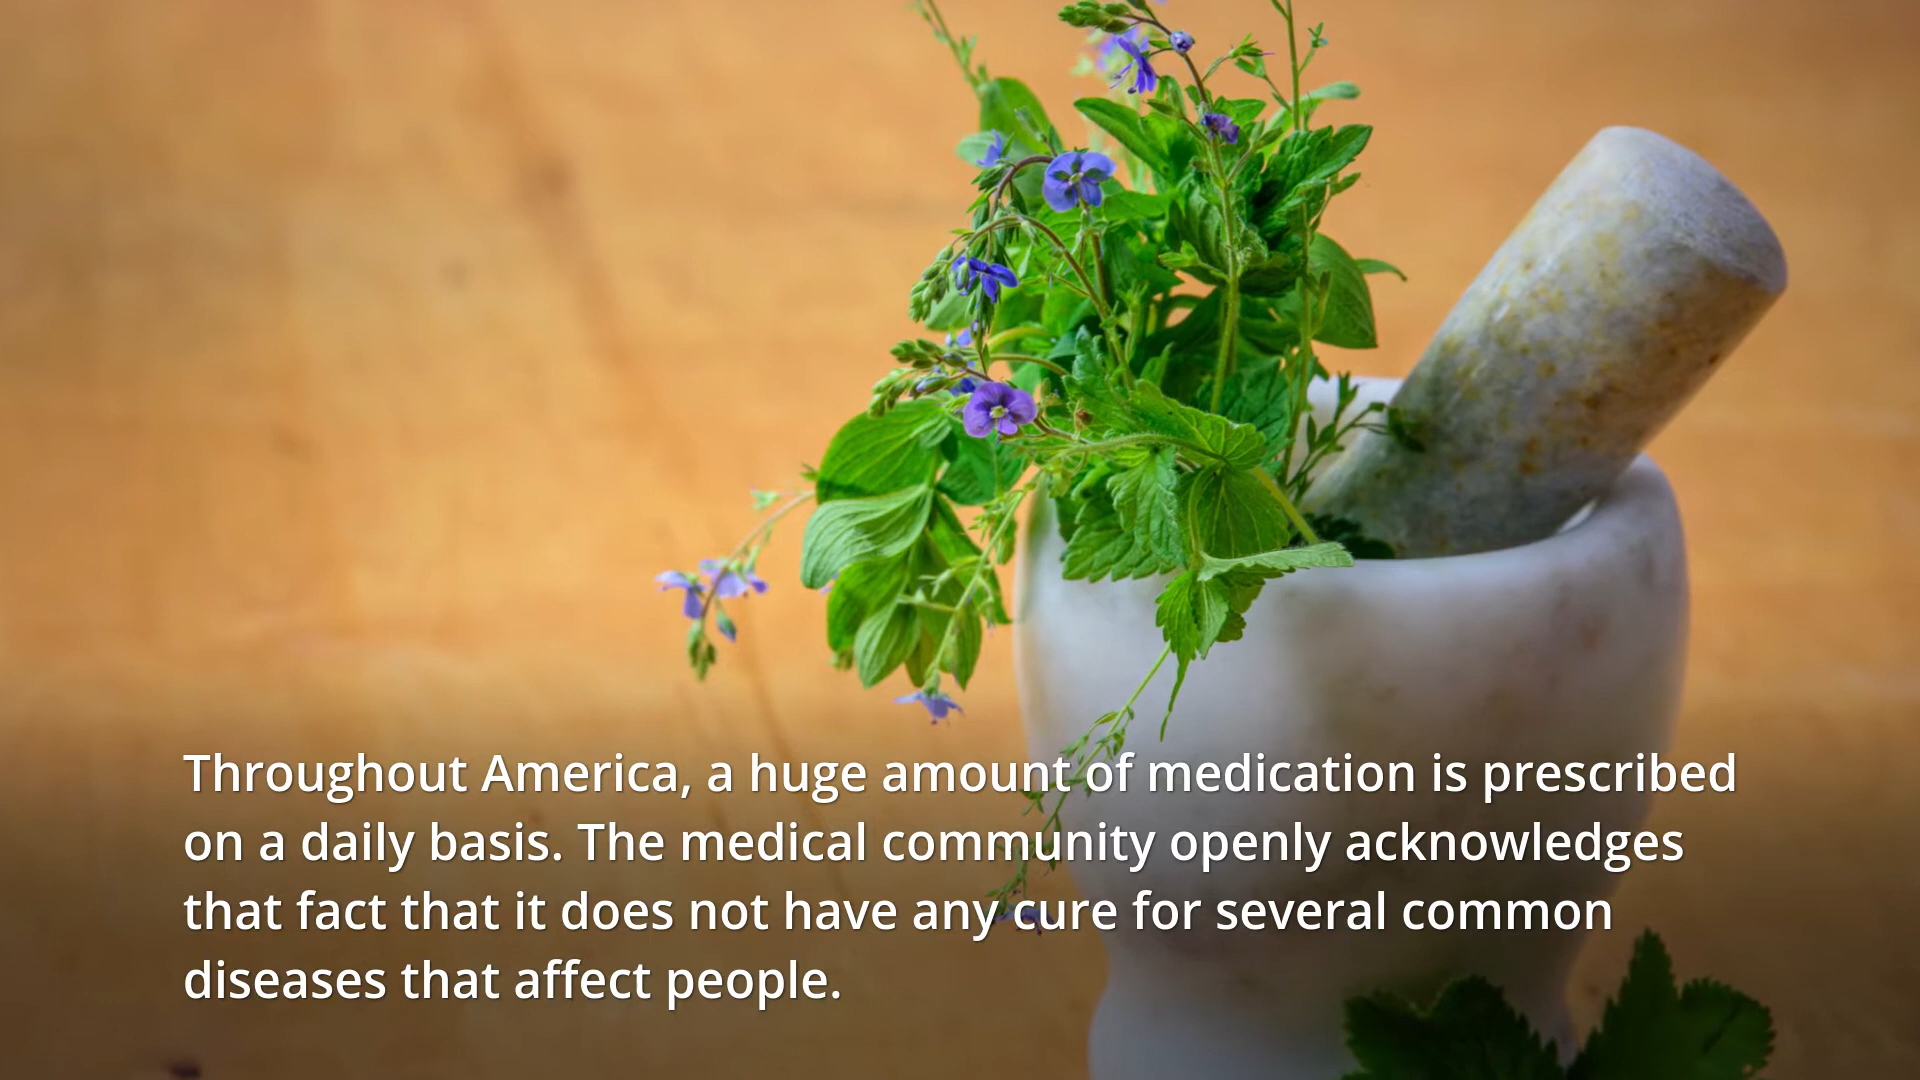 Throughout America, a huge amount of medication is prescribed
on a daily basis. The medical community openly acknowledges
that fact that it does not have any cure for several common
diseases that affect people.